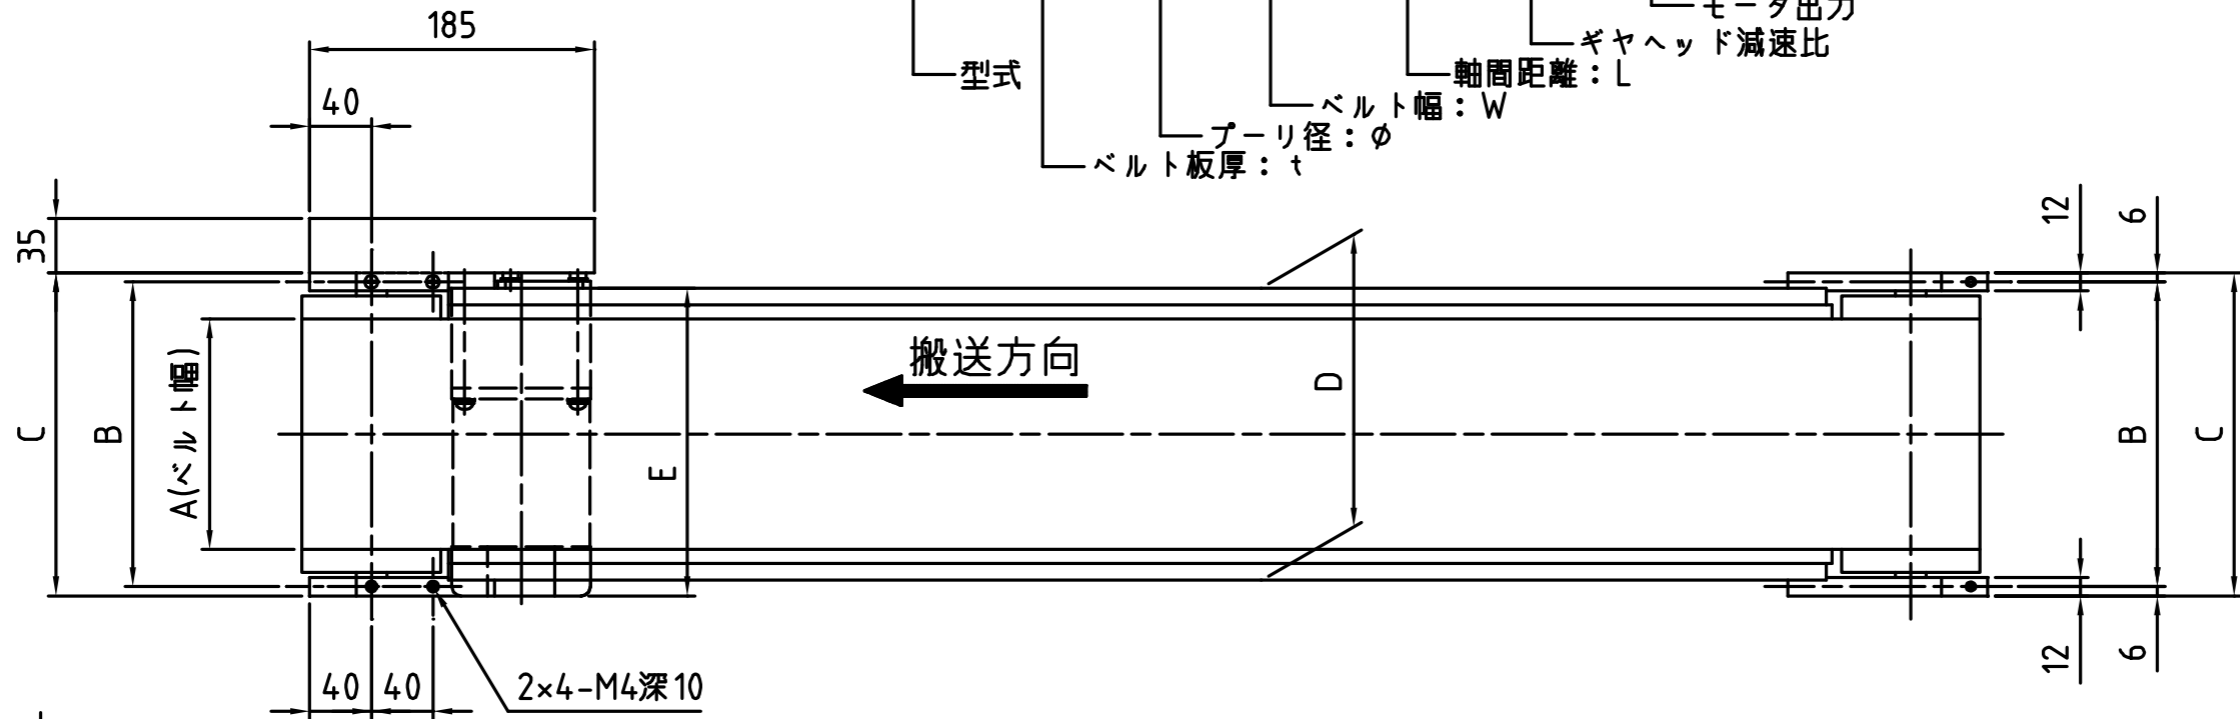 モータ出力
185
ギヤヘッド減速比
型式
軸間距離：L
40
ベルト幅：W
プーリ径：φ
ベルト板厚：t
12
6
35
搬送方向
A(ベルト幅)
B
C
D
E
B
C
12
6
40
40
2×4-M4深10